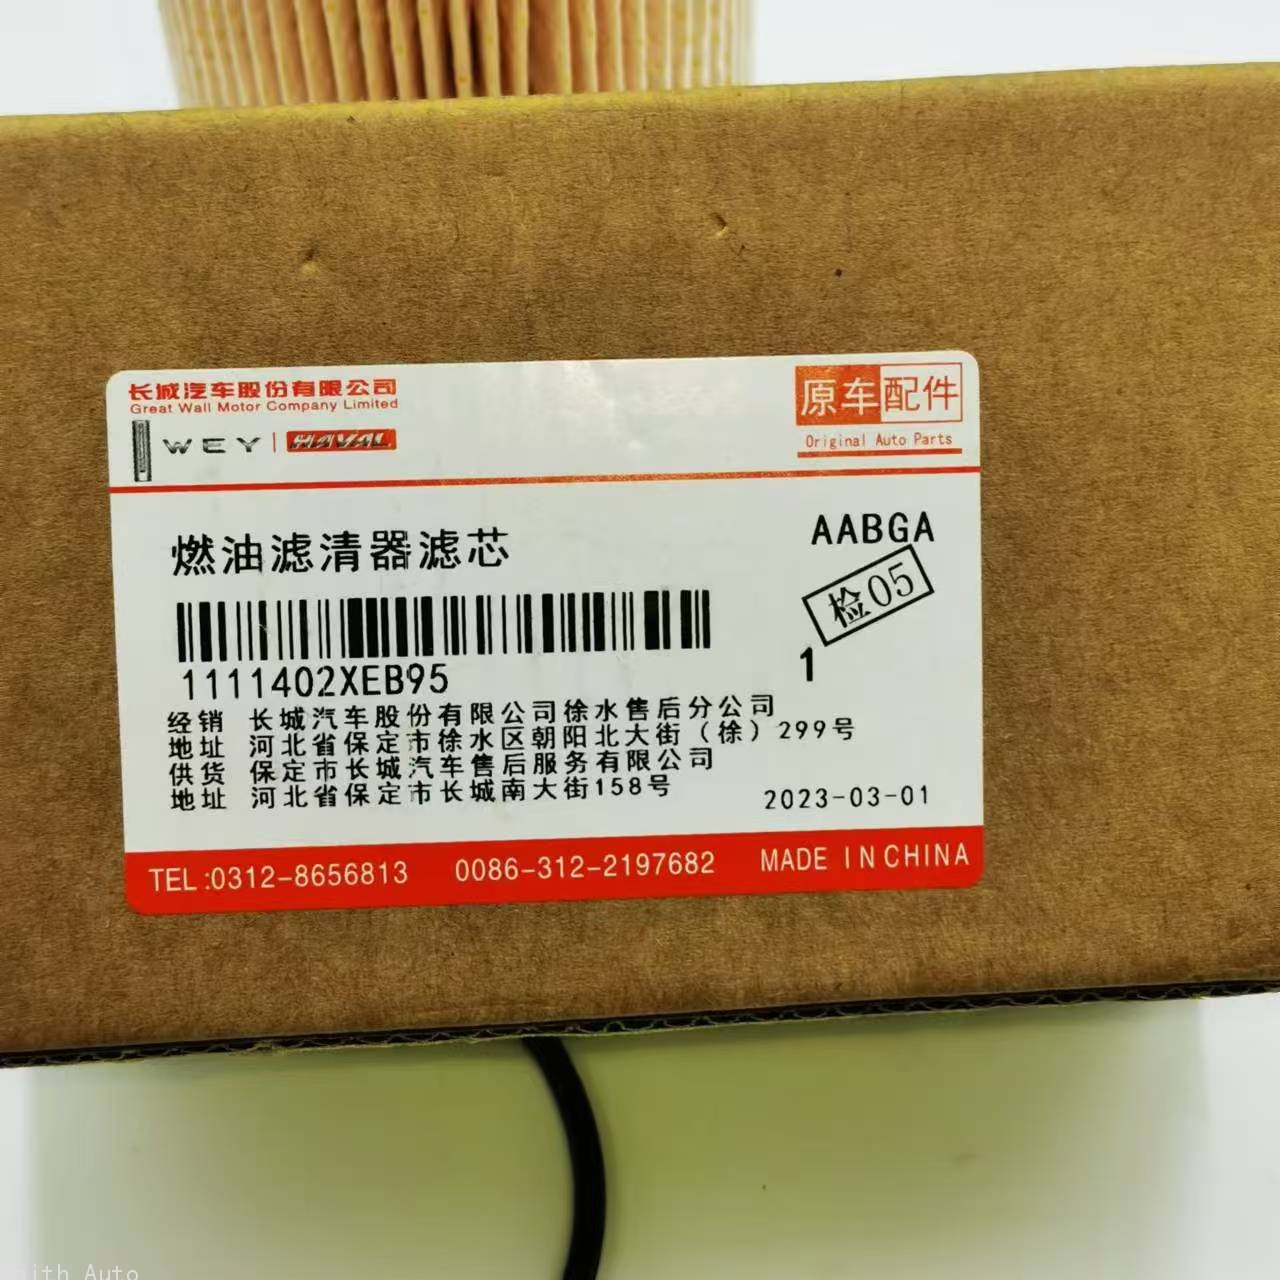 长城汽车股份有限公司
Great Wall Motor Company Limited
WEY | HAVAL
原车配件
Original Auto Parts
燃油滤清器滤芯
AABGA
检05
1
1111402XEB95
经销 长城汽车股份有限公司徐水售后分公司
地址 河北省保定市徐水区朝阳北大街(徐)299号
供货 保定市长城汽车售后服务有限公司
地址 河北省保定市长城南大街158号
2023-03-01
TEL:0312-8656813 0086-312-2197682 MADE IN CHINA
Auto